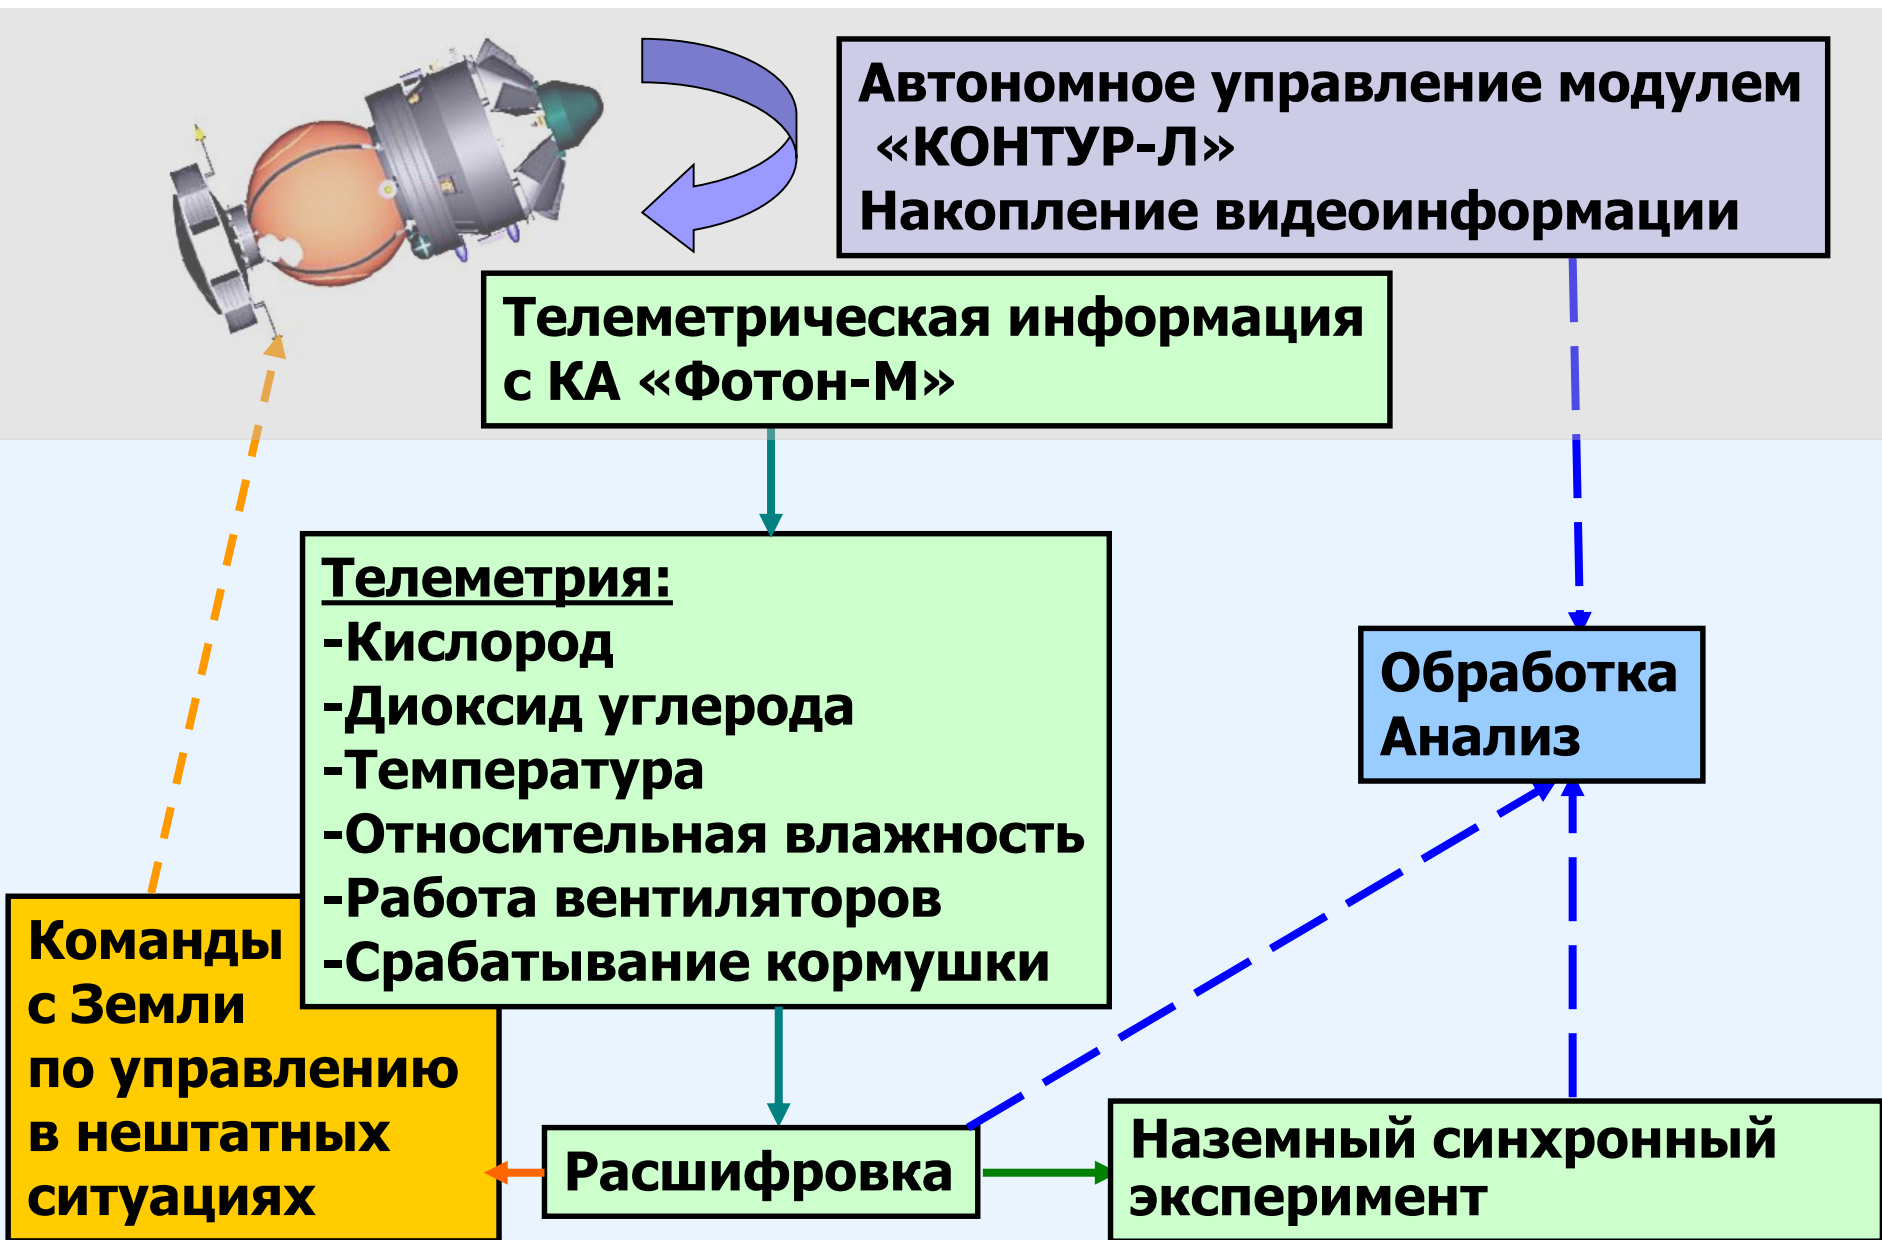 Автономное управление модулем
«КОНТУР-Л»
Накопление видеоинформации
Телеметрическая информация
с КА «Фотон-М»
Телеметрия:
-Кислород
-Диоксид углерода
-Температура
-Относительная влажность
-Работа вентиляторов
-Срабатывание кормушки
Обработка
Анализ
Команды
с Земли
по управлению
в нештатных
ситуациях
Расшифровка
Наземный синхронный
эксперимент